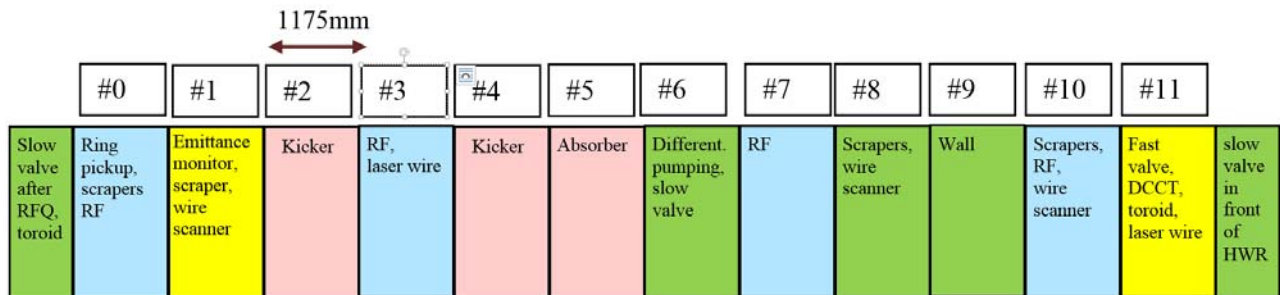 1175mm
#0
#1
#2
#3
#4
#5
#6
#7
#8
#9
#10
#11
Slow
valve
after
RFQ,
toroid
Ring
pickup,
scrapers
RF
Emittance
monitor,
scraper,
wire
scanner
Kicker
RF,
laser wire
Kicker
Absorber
Different.
pumping,
slow
valve
RF
Scrapers,
wire
scanner
Wall
Scrapers,
RF,
wire
scanner
Fast
valve,
DCCT,
toroid,
laser wire
slow
valve
in
front
of
HWR